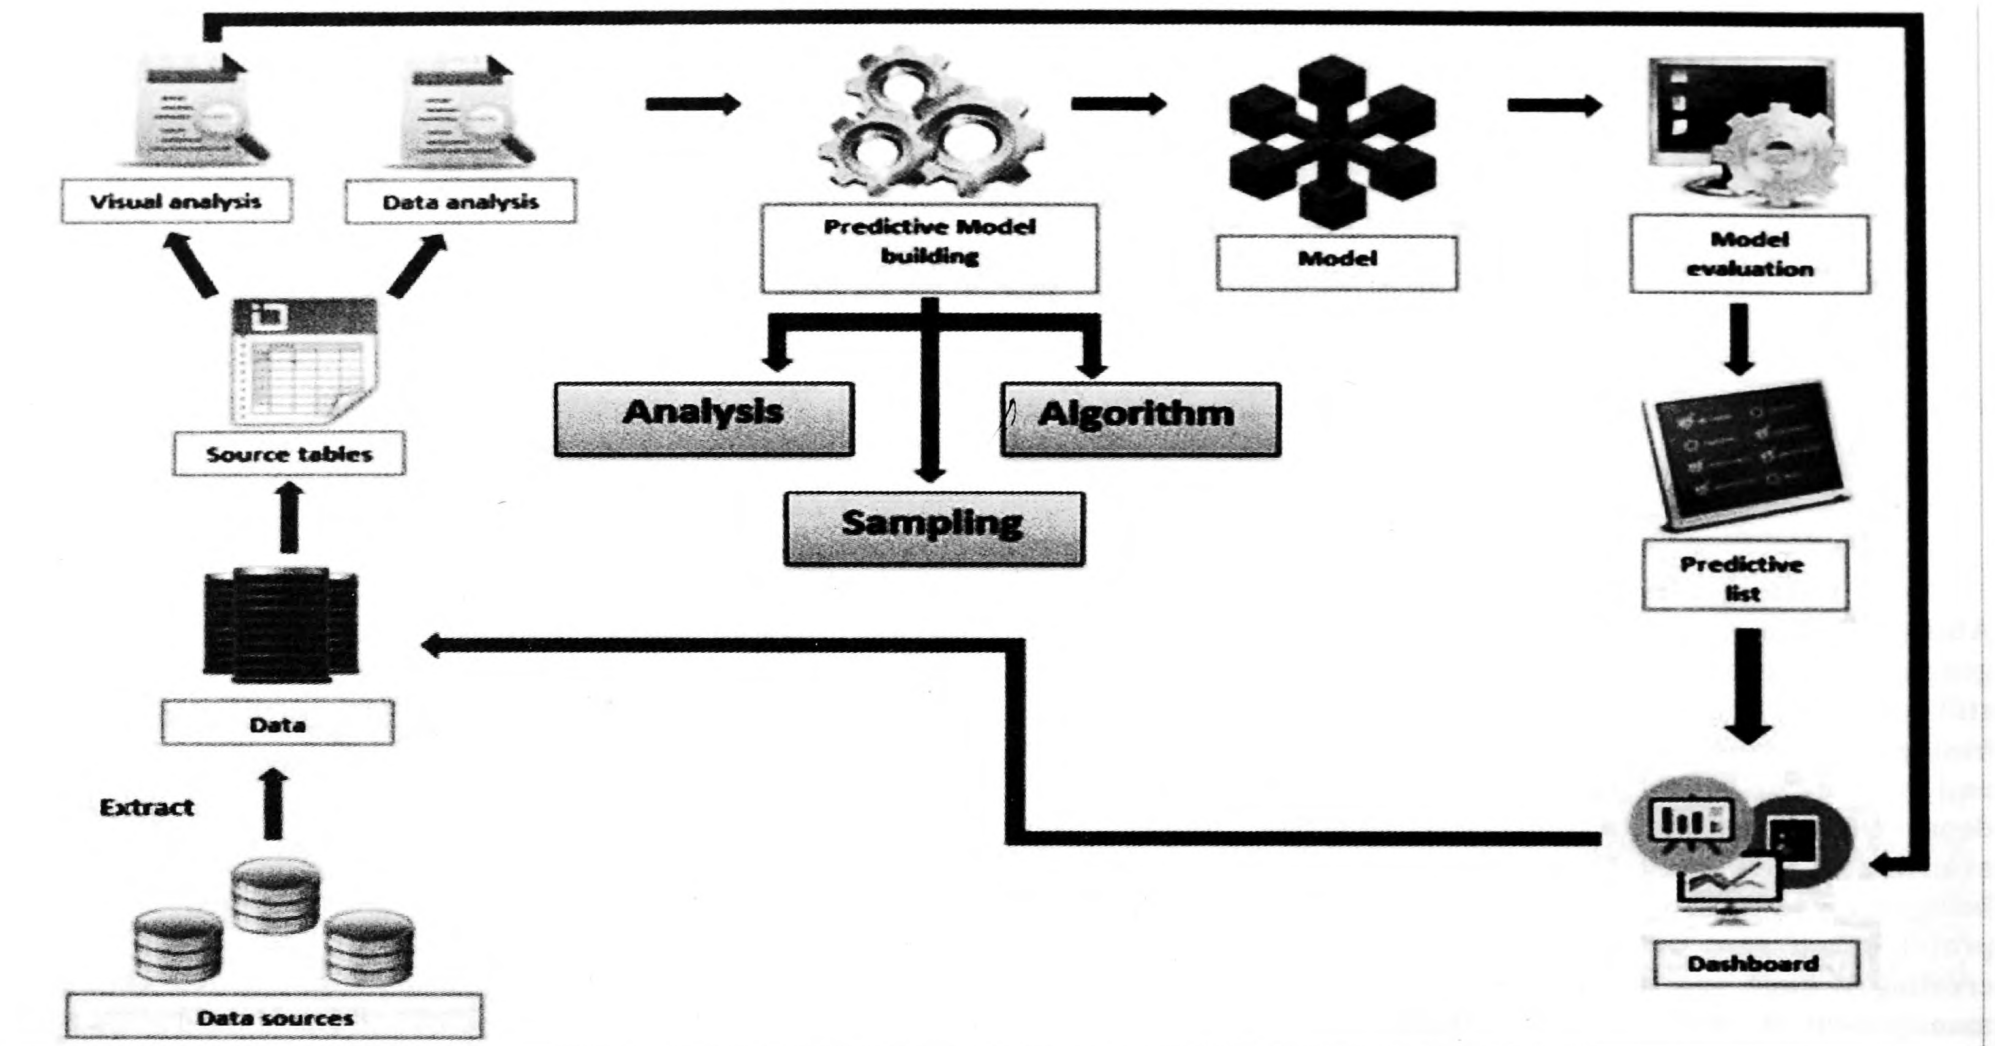 Visual analysis
Data analysis
Predictive Model
building
Model
Model
evaluation
Source tables
Analysis
Algorithm
Sampling
Predictive
list
Data
Extract
Data sources
Dashboard